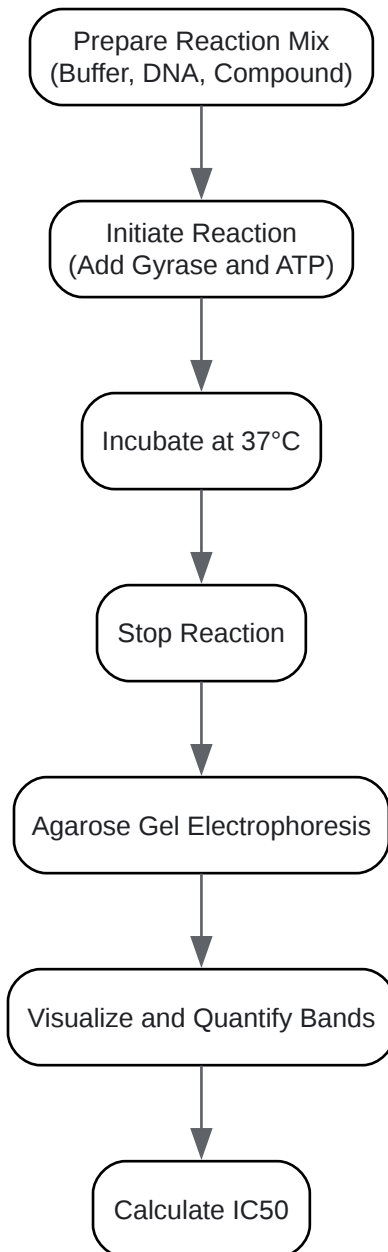 Prepare Reaction Mix
(Buffer, DNA, Compound)
Initiate Reaction
(Add Gyrase and ATP)
Incubate at 37°C
Stop Reaction
Agarose Gel Electrophoresis
Visualize and Quantify Bands
Calculate IC50